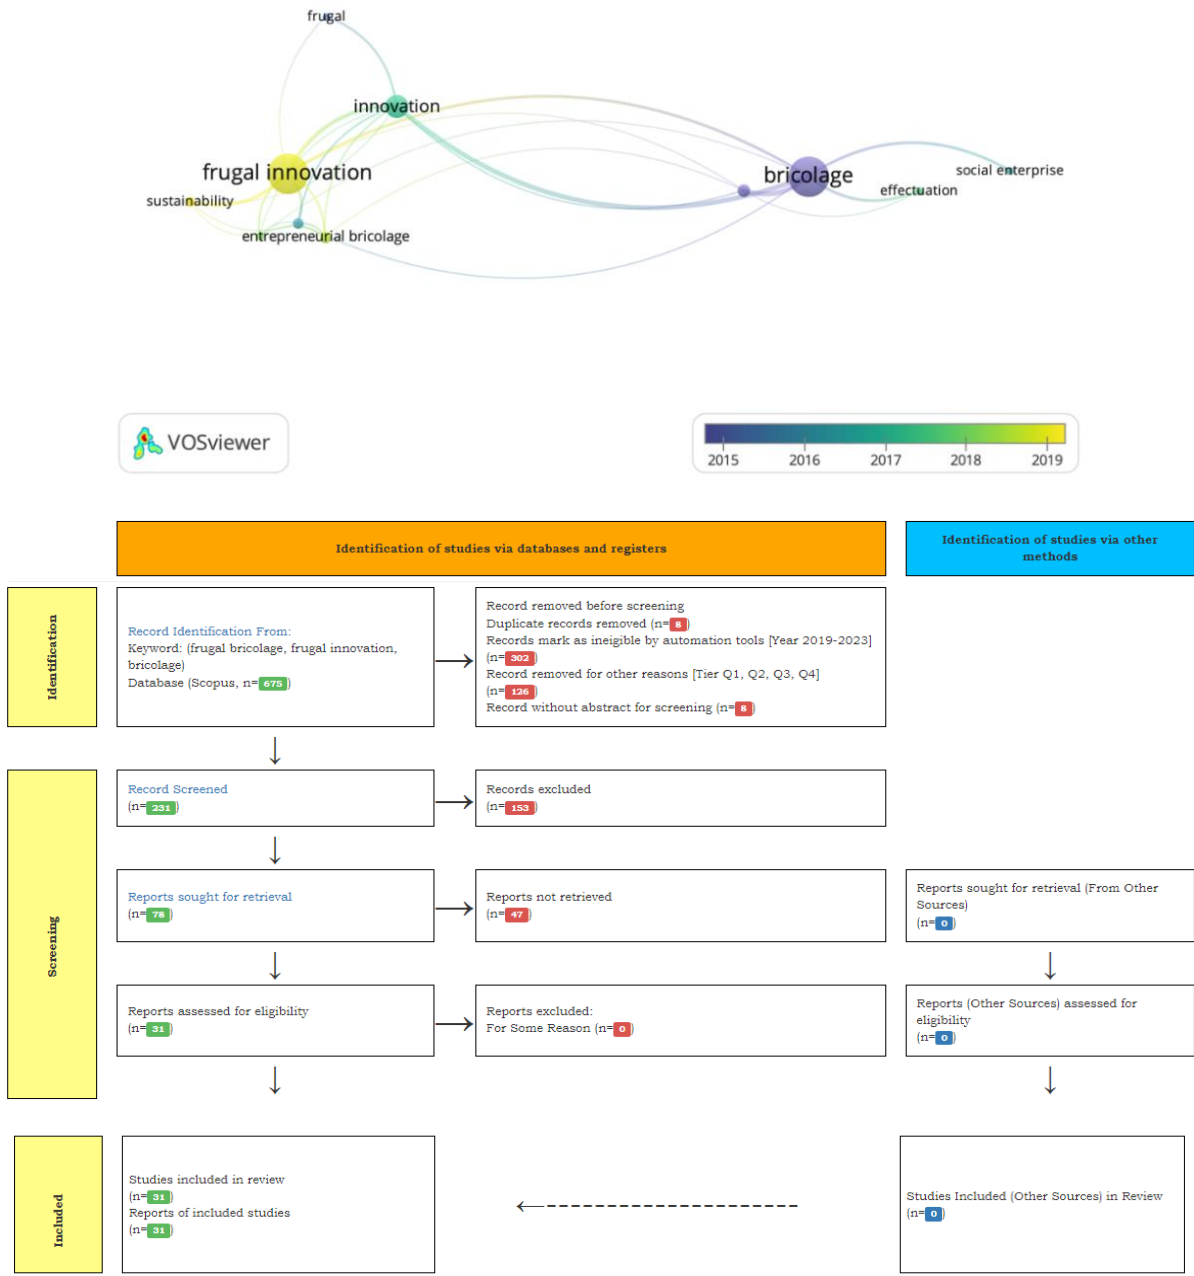 frugal
innovation
frugal innovation
bricolage
social enterprise
effectuation
sustainability
entrepreneurial bricolage
VOSviewer
2015 2016 2017 2018 2019
Identification of studies via databases and registers
Identification of studies via other
methods
Identification
Record Identification From:
Keyword: (frugal bricolage, frugal innovation,
bricolage)
Database (Scopus, n=675)
Record removed before screening
Duplicate records removed (n=8)
Records mark as ineigible by automation tools [Year 2019-2023]
(n=302)
Record removed for other reasons [Tier Q1, Q2, Q3, Q4]
(n=126)
Record without abstract for screening (n=8)
Screening
Record Screened
(n=231)
Records excluded
(n=153)
Reports sought for retrieval
(n=78)
Reports not retrieved
(n=47)
Reports sought for retrieval (From Other
Sources)
(n=0)
Reports assessed for eligibility
(n=31)
Reports excluded:
For Some Reason (n=0)
Reports (Other Sources) assessed for
eligibility
(n=0)
Included
Studies included in review
(n=31)
Reports of included studies
(n=31)
Studies Included (Other Sources) in Review
(n=0)